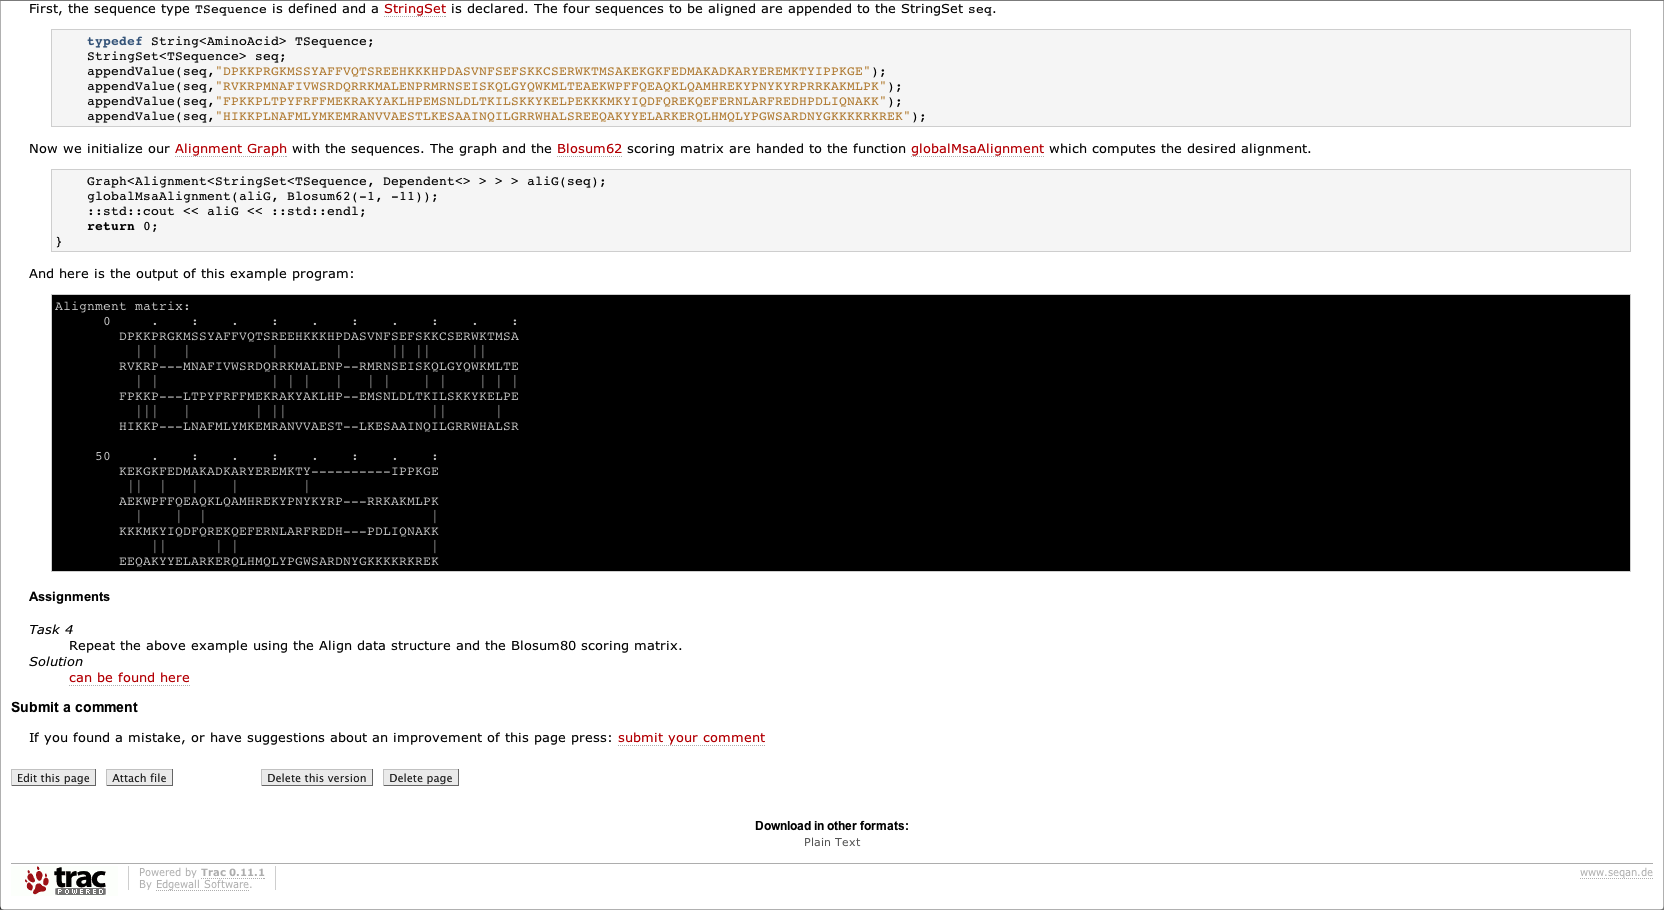 First, the sequence type TSequence is defined and a StringSet is declared. The four sequences to be aligned are appended to the StringSet seq.
typedef String<AminoAcid> TSequence;
StringSet<TSequence> seq;
appendValue(seq,"DPKKPRGKMSSYAFFVQTSREEHKKKHPDASVNFSEFSKKCSERWKTMSAKEKGKFEDMAKADKARYEREMKTYIPPKGE");
appendValue(seq,"RVKRPMNAFIVWSRDQRRKMALENPRMRNSEISKQLGYQWKMLTEAEKWPFFQEAQKLQAMHREKYPNYKYRPRRKAKMLPK");
appendValue(seq,"FPKKPLTPYFRFFMEKRAKYAKLHPEMSNLDLTKILSKKYKELPEKKKMKYIQDFQREKQEFERNLARFREDHPDLIQNAKK");
appendValue(seq,"HIKKPLNAFMLYMKEMRANVVAESTLKESAAINQILGRRWHALSREEQAKYYELARKERQLHMQLYPGWSARDNYGKKKKRKREK");
Now we initialize our Alignment Graph with the sequences. The graph and the Blosum62 scoring matrix are handed to the function globalMsaAlignment which computes the desired alignment.
Graph<Alignment<StringSet<TSequence, Dependent<> > > > aliG(seq);
globalMsaAlignment(aliG, Blosum62(-1, -11));
::std::cout << aliG << ::std::endl;
return 0;
}
And here is the output of this example program:
Alignment matrix:
      0     .    :    .    :    .    :    .    :    .    :
        DPKKPRGKMSSYAFFVQTSREEHKKKHPDASVNFSEFSKKCSERWKTMSA
          | |   |          |       |      || ||     ||
        RVKRP---MNAFIVWSRDQRRKMALENP--RMRNSEISKQLGYQWKMLTE
          | |              | | |   |   | |    | |    | | |
        FPKKP---LTPYFRFFMEKRAKYAKLHP--EMSNLDLTKILSKKYKELPE
          |||   |        | ||                  ||      |
        HIKKP---LNAFMLYMKEMRANVVAEST--LKESAAINQILGRRWHALSR
     50     .    :    .    :    .    :    .    :
        KEKGKFEDMAKADKARYEREMKTY----------IPPKGE
         ||  |   |    |        |
        AEKWPFFQEAQKLQAMHREKYPNYKYRP---RRKAKMLPK
          |    |  |                            |
        KKKMKYIQDFQREKQEFERNLARFREDH---PDLIQNAKK
            ||      | |                        |
        EEQAKYYELARKERQLHMQLYPGWSARDNYGKKKKRKREK
Assignments
Task 4
Repeat the above example using the Align data structure and the Blosum80 scoring matrix.
Solution
can be found here
Submit a comment
If you found a mistake, or have suggestions about an improvement of this page press: submit your comment
Edit this page Attach file Delete this version Delete page
Download in other formats:
Plain Text
trac POWERED
Powered by Trac 0.11.1
By Edgewall Software.
www.seqan.de